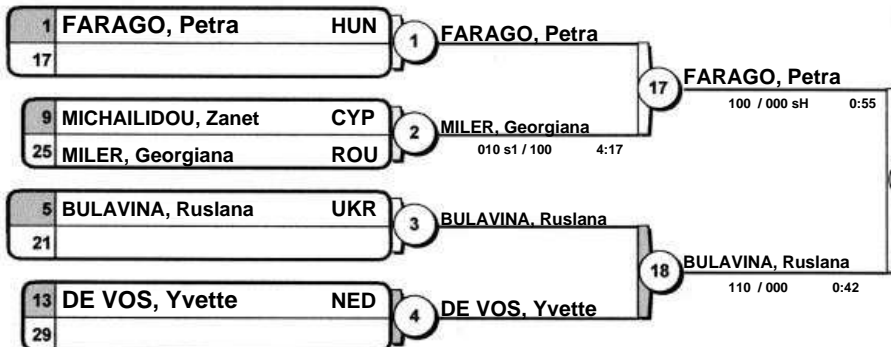 1 FARAGO, Petra HUN
17
1 FARAGO, Petra
9 MICHAILIDOU, Zanet CYP
25 MILER, Georgiana ROU
2 MILER, Georgiana
010 s1 / 100 4:17
17 FARAGO, Petra
100 / 000 sH 0:55
5 BULAVINA, Ruslana UKR
21
3 BULAVINA, Ruslana
13 DE VOS, Yvette NED
29
4 DE VOS, Yvette
18 BULAVINA, Ruslana
110 / 000 0:42